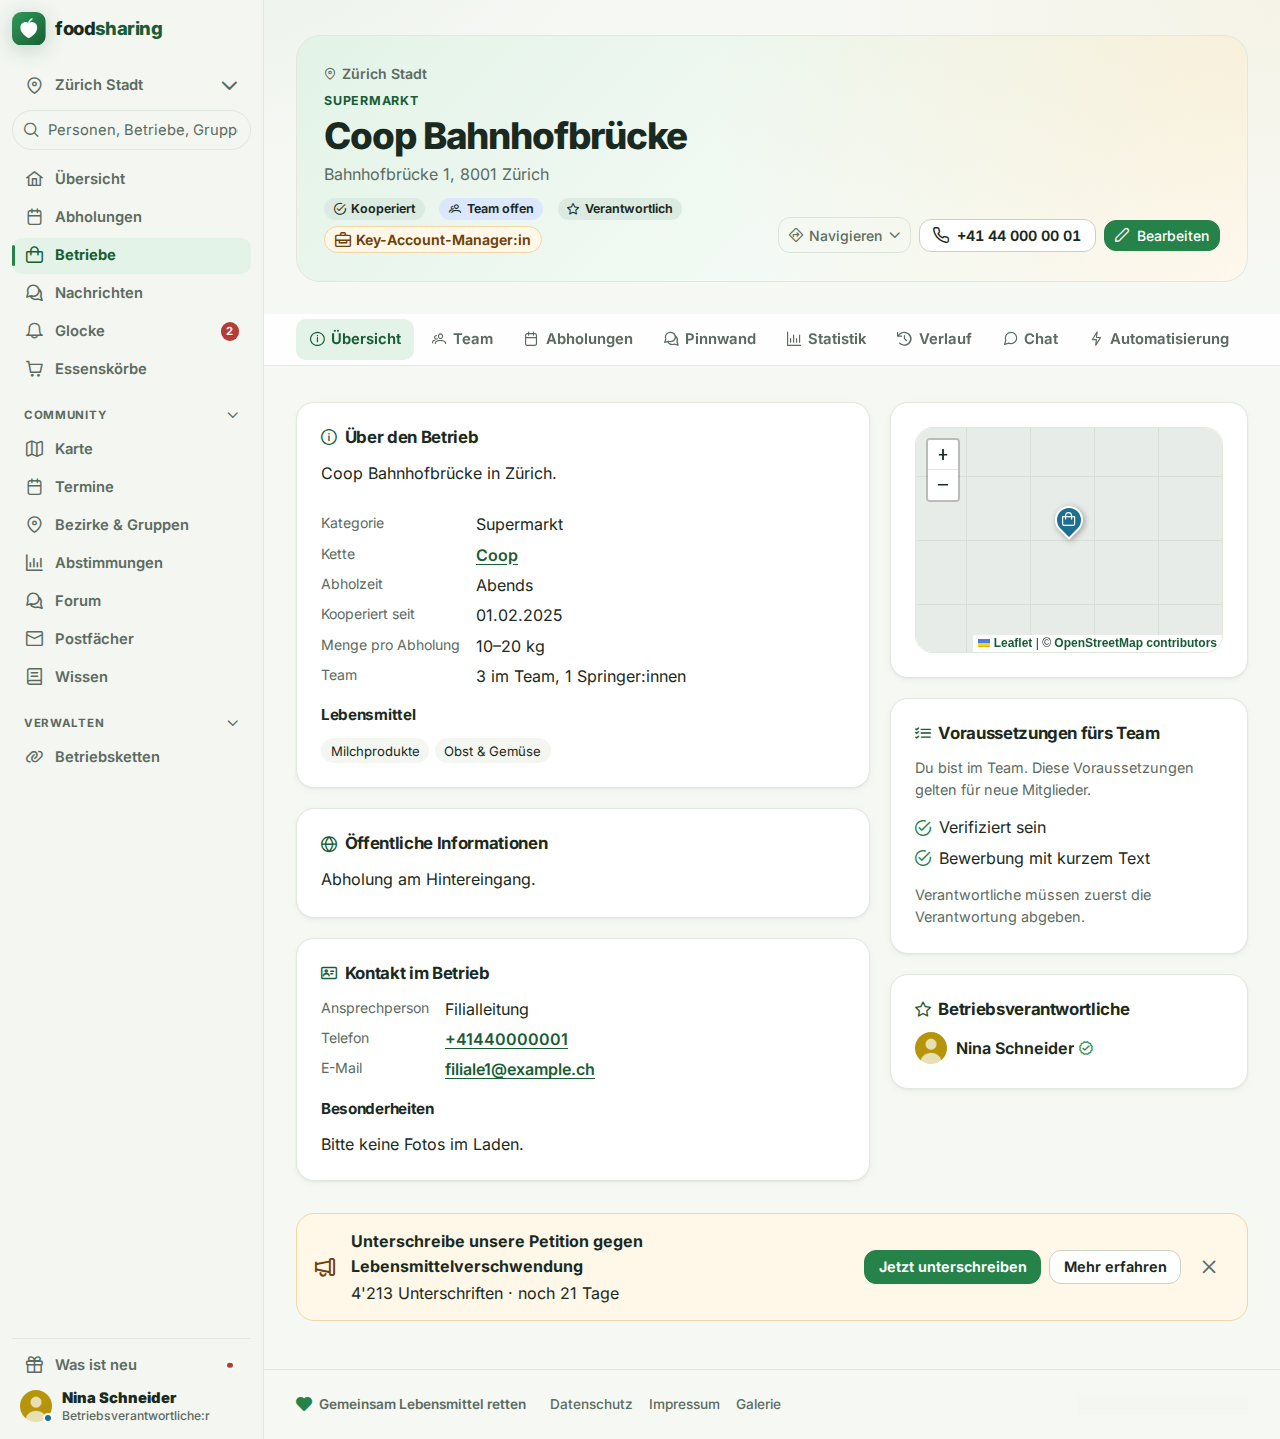 foodsharing
Zürich Stadt
Personen, Betriebe, Grupp
Übersicht
Abholungen
Betriebe
Nachrichten
Glocke 2
Essenskörbe
COMMUNITY
Karte
Termine
Bezirke & Gruppen
Abstimmungen
Forum
Postfächer
Wissen
VERWALTEN
Betriebsketten
Was ist neu
Nina Schneider
Betriebsverantwortliche:r
Zürich Stadt
SUPERMARKT
Coop Bahnhofbrücke
Bahnhofbrücke 1, 8001 Zürich
Kooperiert Team offen Verantwortlich
Key-Account-Manager:in
Navigieren +41 44 000 00 01 Bearbeiten
Übersicht Team Abholungen Pinnwand Statistik Verlauf Chat Automatisierung
Über den Betrieb
Coop Bahnhofbrücke in Zürich.
Kategorie Supermarkt
Kette Coop
Abholzeit Abends
Kooperiert seit 01.02.2025
Menge pro Abholung 10–20 kg
Team 3 im Team, 1 Springer:innen
Lebensmittel
Milchprodukte Obst & Gemüse
Öffentliche Informationen
Abholung am Hintereingang.
Kontakt im Betrieb
Ansprechperson Filialleitung
Telefon +41440000001
E-Mail filiale1@example.ch
Besonderheiten
Bitte keine Fotos im Laden.
+
−
Leaflet | © OpenStreetMap contributors
Voraussetzungen fürs Team
Du bist im Team. Diese Voraussetzungen
gelten für neue Mitglieder.
Verifiziert sein
Bewerbung mit kurzem Text
Verantwortliche müssen zuerst die
Verantwortung abgeben.
Betriebsverantwortliche
Nina Schneider
Unterschreibe unsere Petition gegen
Lebensmittelverschwendung
4'213 Unterschriften · noch 21 Tage
Jetzt unterschreiben Mehr erfahren
Gemeinsam Lebensmittel retten Datenschutz Impressum Galerie